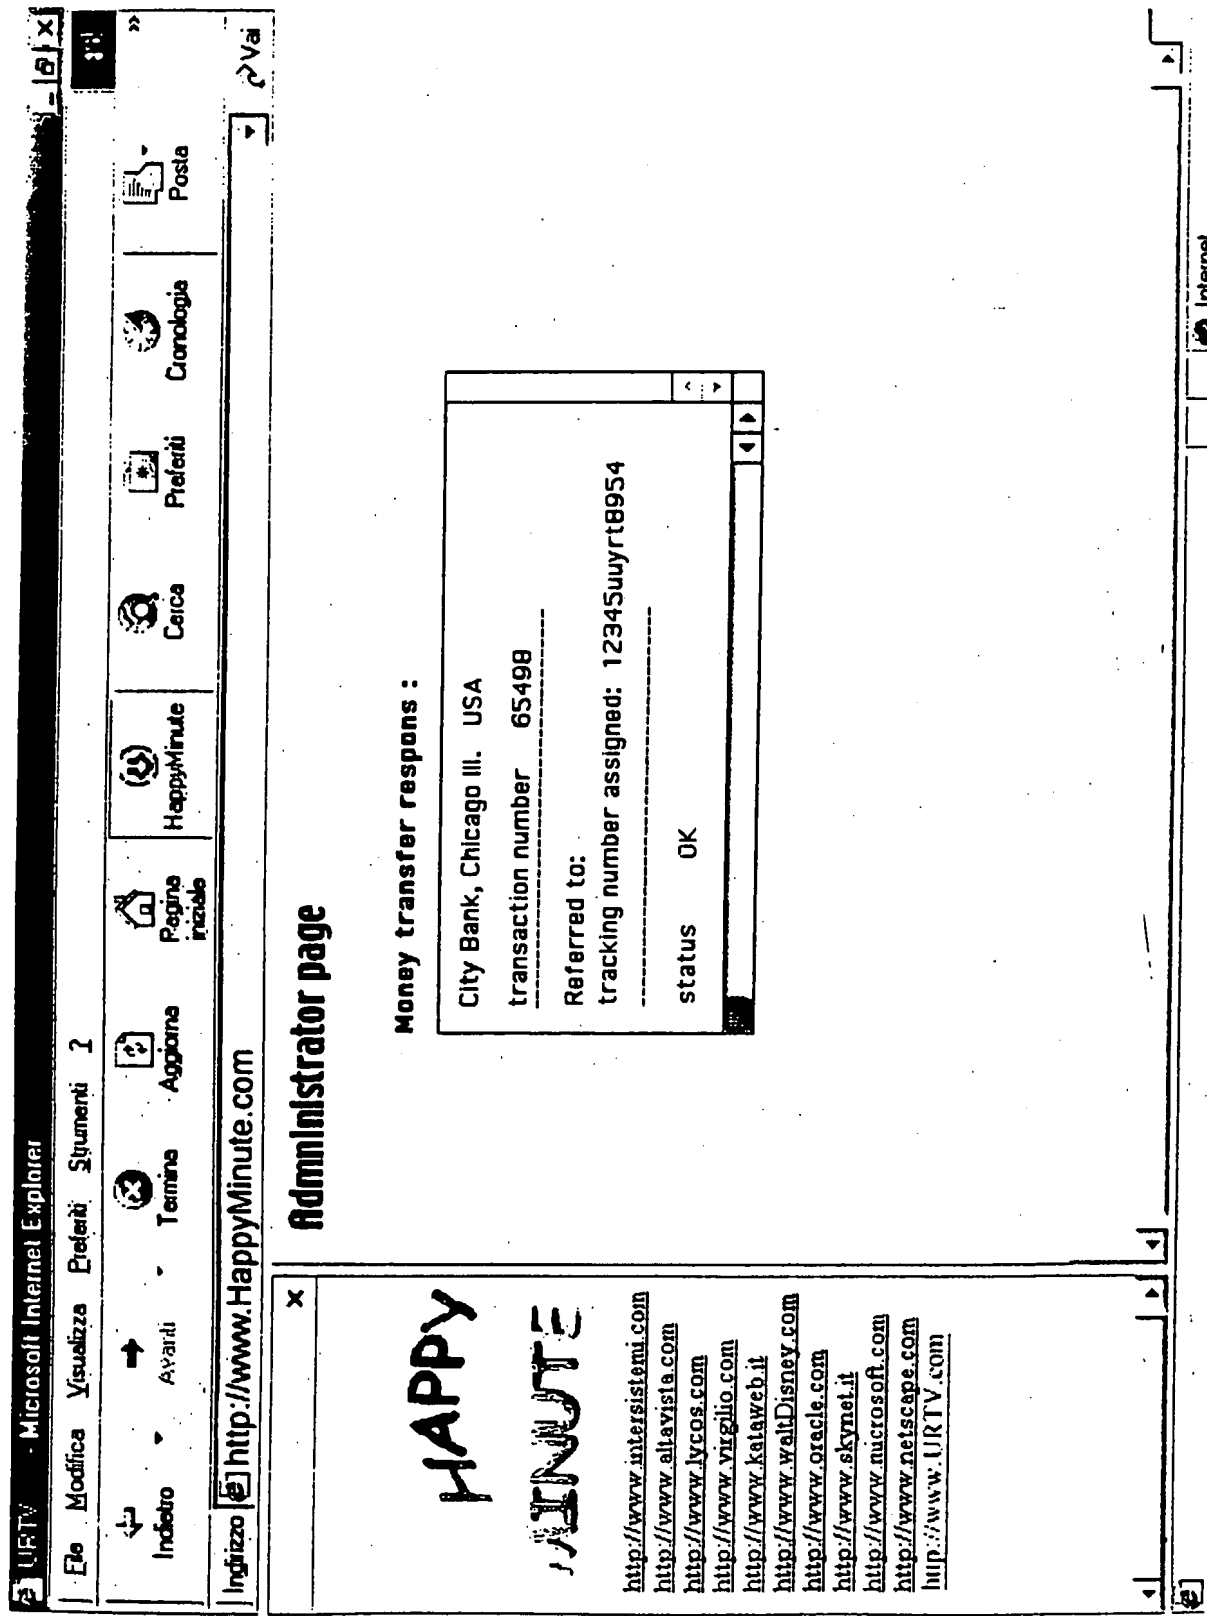 URTV - Microsoft Internet Explorer
File Modifica Visualizza Preferiti Strumenti ?
Indietro Avanti Termina Aggiorna Pagina iniziale HappyMinute Cerca Preferiti Cronologia Posta »
Indirizzo http://www.HappyMinute.com Vai
X
HAPPY
MINUTE
http://www.intersistemi.com
http://www.altavista.com
http://www.lycos.com
http://www.virgilio.com
http://www.kataweb.it
http://www.waltDisney.com
http://www.oracle.com
http://www.skynet.it
http://www.microsoft.com
http://www.netscape.com
http://www.URTV.com
Administrator page
Money transfer respons :
City Bank, Chicago Ill. USA
transaction number 65498
Referred to:
tracking number assigned: 12345uuyrt8954
status OK
Internet